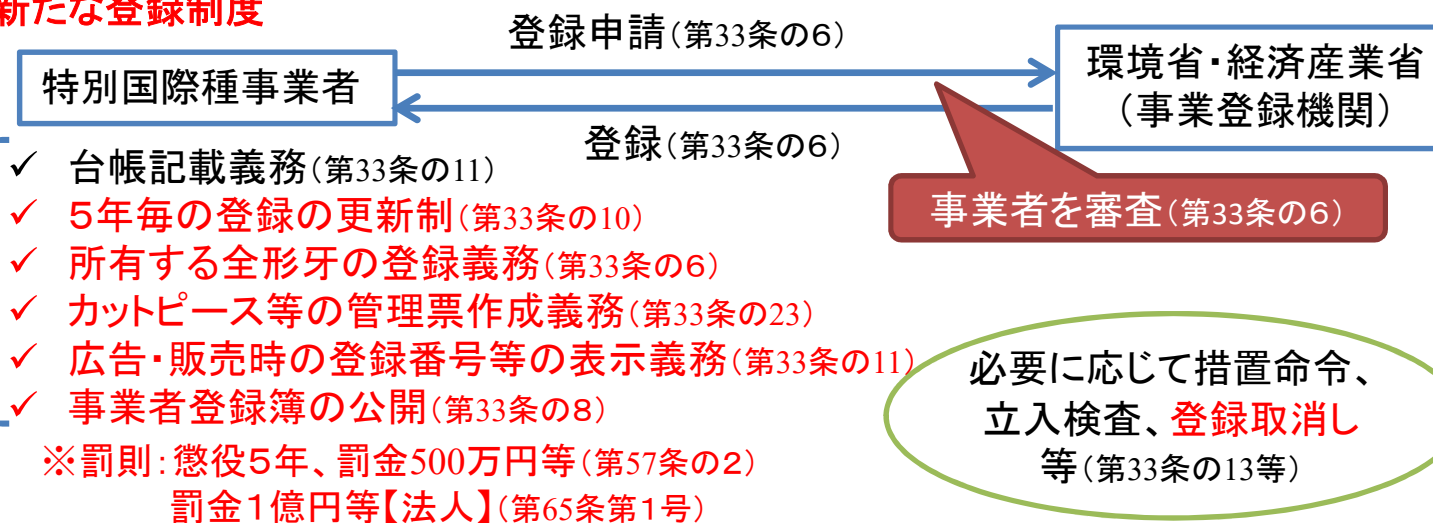 新たな登録制度
登録申請（第33条の6）
特別国際種事業者
環境省・経済産業省
（事業登録機関）
登録（第33条の6）
事業者を審査（第33条の6）
✓ 台帳記載義務（第33条の11）
✓ 5年毎の登録の更新制（第33条の10）
✓ 所有する全形牙の登録義務（第33条の6）
✓ カットピース等の管理票作成義務（第33条の23）
✓ 広告・販売時の登録番号等の表示義務（第33条の11）
✓ 事業者登録簿の公開（第33条の8）
※罰則：懲役5年、罰金500万円等（第57条の2）
罰金1億円等【法人】（第65条第1号）
必要に応じて措置命令、
立入検査、登録取消し
等（第33条の13等）